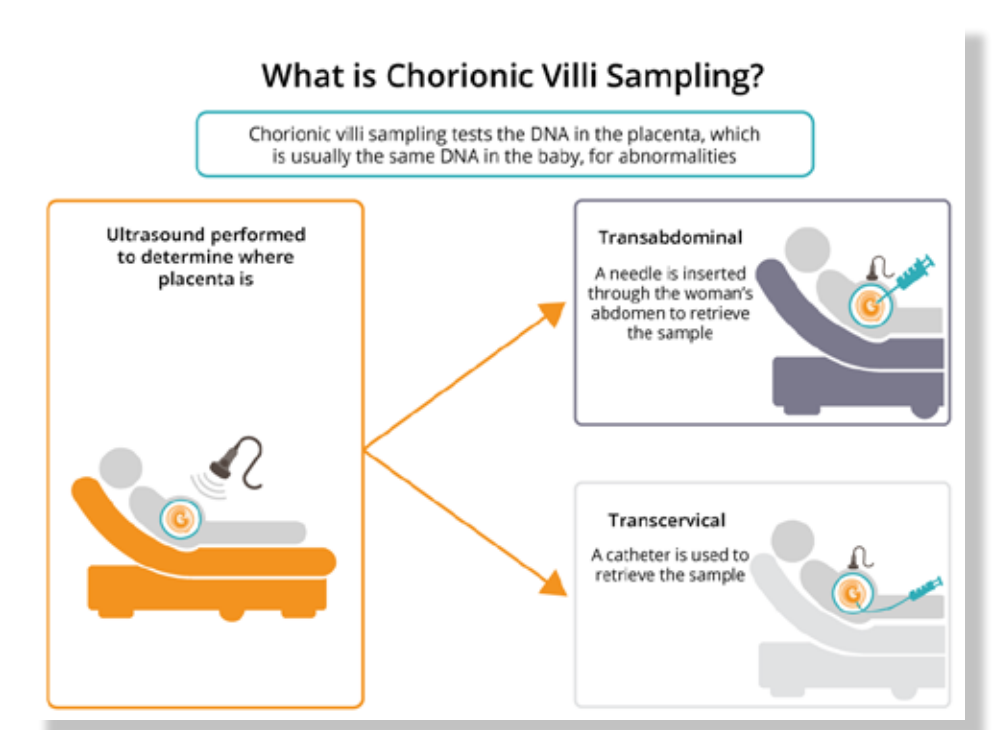 What is Chorionic Villi Sampling?
Chorionic villi sampling tests the DNA in the placenta, which
is usually the same DNA in the baby, for abnormalities
Ultrasound performed
to determine where
placenta is
Transabdominal
A needle is inserted
through the woman's
abdomen to retrieve
the sample
Transcervical
A catheter is used to
retrieve the sample